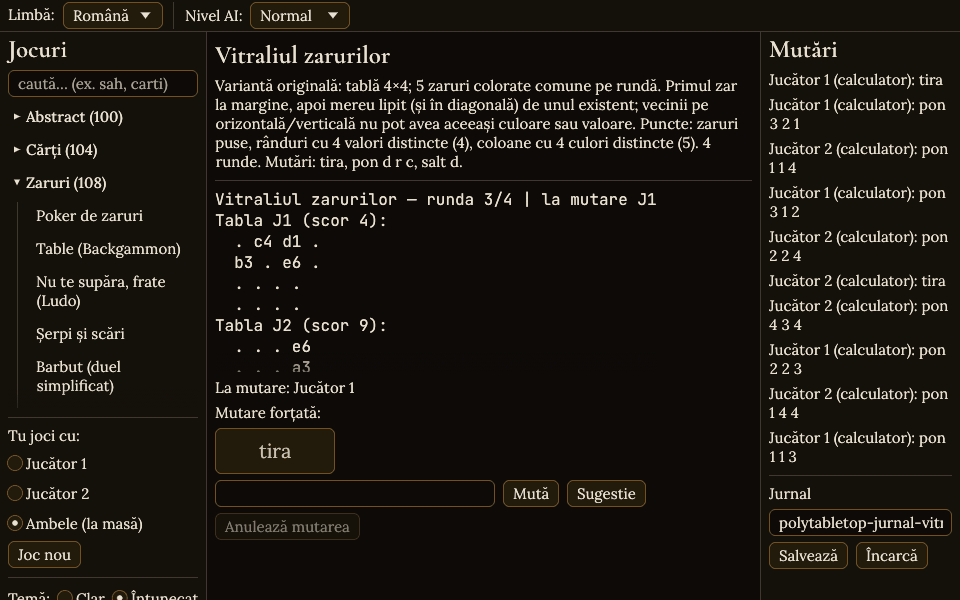 Limbă: Română ▼ Nivel AI: Normal ▼
Jocuri
caută... (ex. sah, carti)
▸ Abstract (100)
▸ Cărți (104)
▾ Zaruri (108)
Poker de zaruri
Table (Backgammon)
Nu te supăra, frate
(Ludo)
Șerpi și scări
Barbut (duel
simplificat)
Tu joci cu:
Jucător 1
Jucător 2
Ambele (la masă)
Joc nou
Temă: Clar Întunecat
Vitraliul zarurilor
Variantă originală: tablă 4×4; 5 zaruri colorate comune pe rundă. Primul zar
la margine, apoi mereu lipit (și în diagonală) de unul existent; vecinii pe
orizontală/verticală nu pot avea aceeași culoare sau valoare. Puncte: zaruri
puse, rânduri cu 4 valori distincte (4), coloane cu 4 culori distincte (5). 4
runde. Mutări: tira, pon d r c, salt d.
Vitraliul zarurilor — runda 3/4 | la mutare J1
Tabla J1 (scor 4):
. c4 d1 .
b3 . e6 .
. . . .
. . . .
Tabla J2 (scor 9):
. . . e6
. . . a3
La mutare: Jucător 1
Mutare forțată:
tira
Mută Sugestie
Anulează mutarea
Mutări
Jucător 1 (calculator): tira
Jucător 1 (calculator): pon
3 2 1
Jucător 2 (calculator): pon
1 1 4
Jucător 1 (calculator): pon
3 1 2
Jucător 2 (calculator): pon
2 2 4
Jucător 2 (calculator): tira
Jucător 2 (calculator): pon
4 3 4
Jucător 1 (calculator): pon
2 2 3
Jucător 2 (calculator): pon
1 4 4
Jucător 1 (calculator): pon
1 1 3
Jurnal
polytabletop-jurnal-vitr
Salvează Încarcă